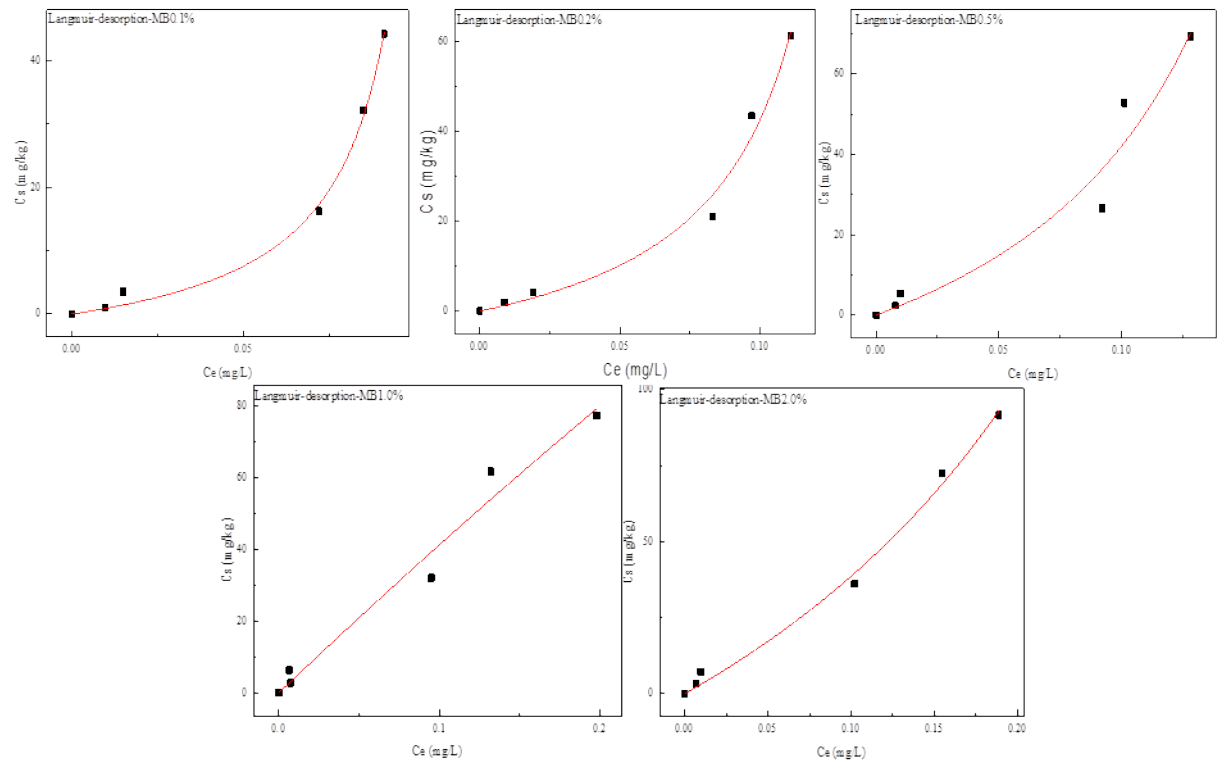 Langmuir-desorption-MB0.1%
40
20
0
Cs (mg/kg)
0.00
0.05
Ce (mg/L)
Langmuir-desorption-MB0.2%
60
40
20
0
Cs (mg/kg)
0.00
0.05
0.10
Ce (mg/L)
Langmuir-desorption-MB0.5%
60
40
20
0
Cs (mg/kg)
0.00
0.05
0.10
Ce (mg/L)
Langmuir-desorption-MB1.0%
80
60
40
20
0
Cs (mg/kg)
0.0
0.1
0.2
Ce (mg/L)
Langmuir-desorption-MB2.0%
100
50
0
Cs (mg/kg)
0.00
0.05
0.10
0.15
0.20
Ce (mg/L)